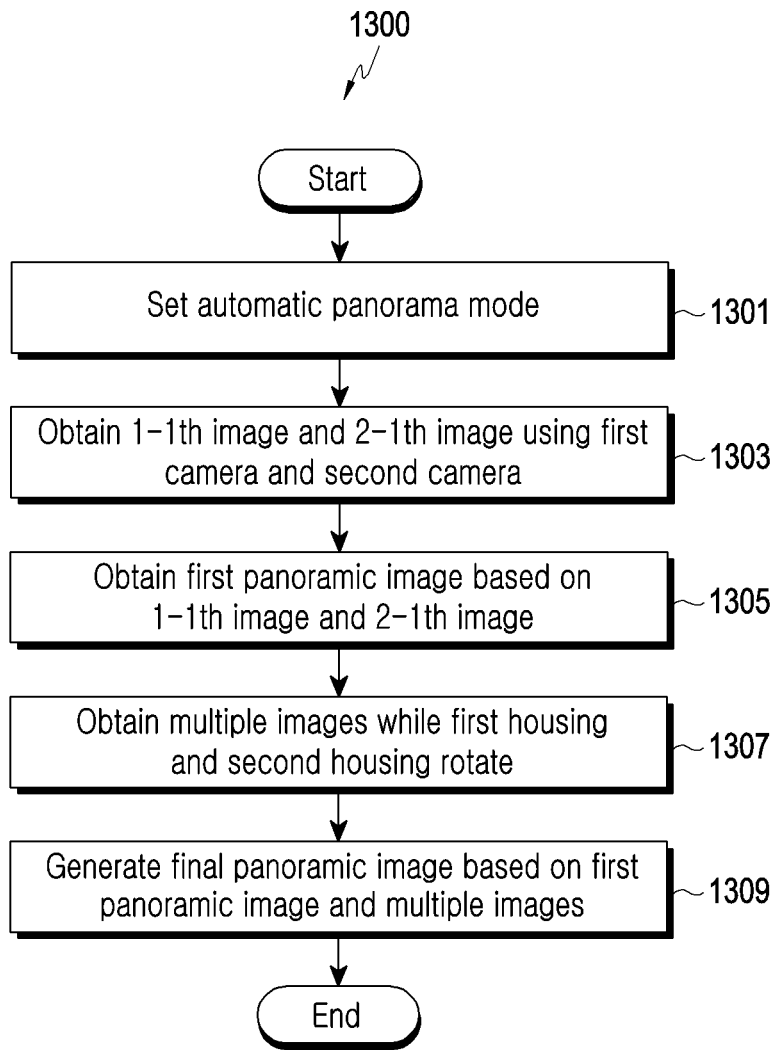 1300
Start
Set automatic panorama mode
1301
Obtain 1-1th image and 2-1th image using first
camera and second camera
1303
Obtain first panoramic image based on
1-1th image and 2-1th image
1305
Obtain multiple images while first housing
and second housing rotate
1307
Generate final panoramic image based on first
panoramic image and multiple images
1309
End